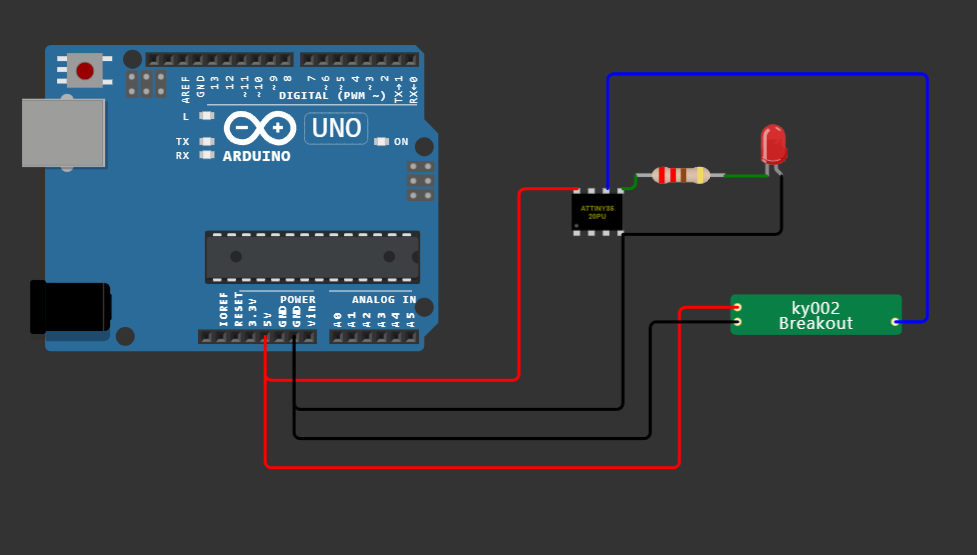 AREF
GND
13
12
~11
~10
~9
8
7
~6
~5
4
~3
2
TX→1
RX←0
DIGITAL (PWM ~)
L
TX
RX
UNO
ON
ARDUINO
ATTINY85
20PU
ky002
Breakout
IOREF
RESET
3.3V
5V
GND
GND
Vin
POWER
ANALOG IN
A0
A1
A2
A3
A4
A5